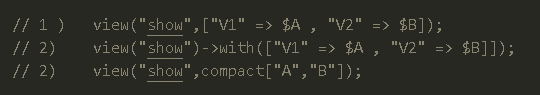 // 1 )   view("show",["V1" => $A , "V2" => $B]);
// 2)    view("show")->with(["V1" => $A , "V2" => $B]]);
// 2)    view("show",compact["A","B"]);